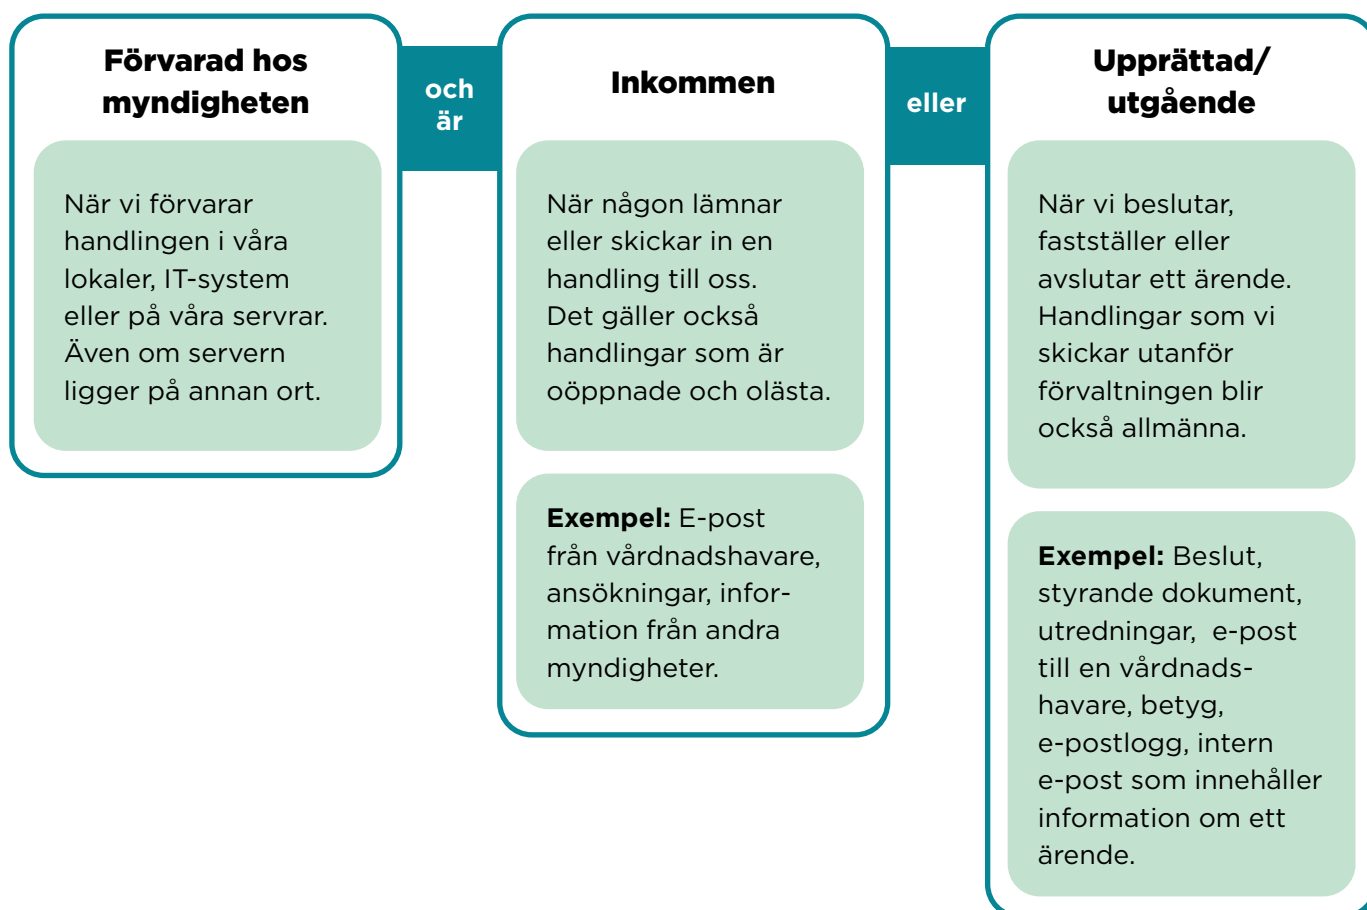 Förvarad hos
myndigheten
När vi förvarar
handlingen i våra
lokaler, IT-system
eller på våra servrar.
Även om servern
ligger på annan ort.
och
är
Inkommen
När någon lämnar
eller skickar in en
handling till oss.
Det gäller också
handlingar som är
oöppnade och olästa.
Exempel: E-post
från vårdnadshavare,
ansökningar, infor-
mation från andra
myndigheter.
eller
Upprättad/
utgående
När vi beslutar,
fastställer eller
avslutar ett ärende.
Handlingar som vi
skickar utanför
förvaltningen blir
också allmänna.
Exempel: Beslut,
styrande dokument,
utredningar,  e-post
till en vårdnads-
havare, betyg,
e-postlogg, intern
e-post som innehåller
information om ett
ärende.